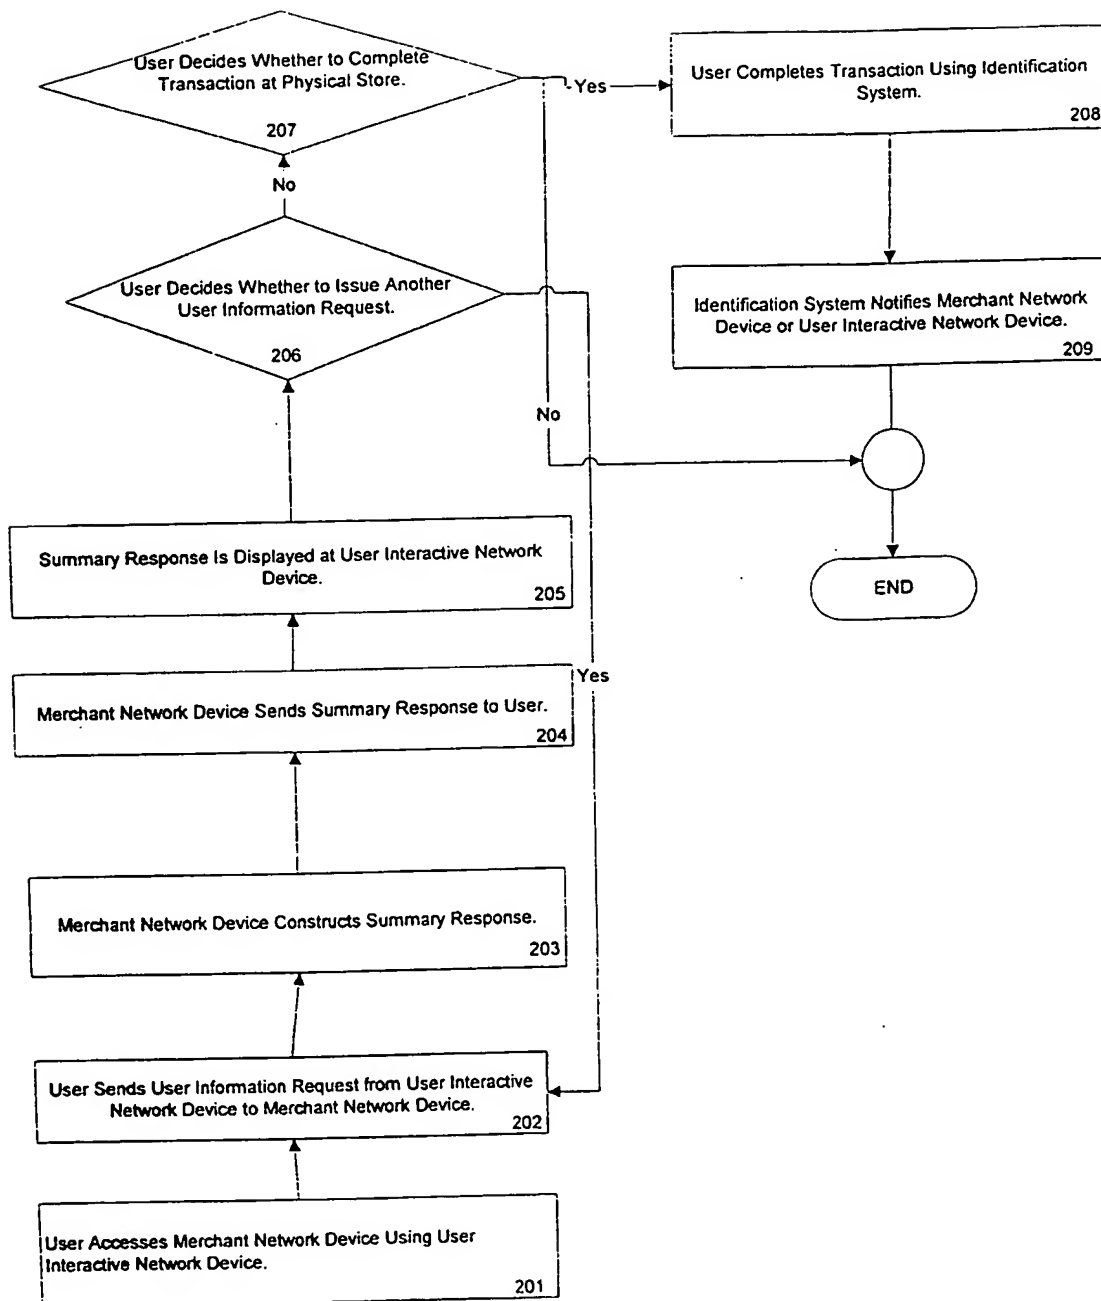 User Decides Whether to Complete
Transaction at Physical Store.
207
Yes
User Completes Transaction Using Identification
System.
208
No
User Decides Whether to Issue Another
User Information Request.
206
Identification System Notifies Merchant Network
Device or User Interactive Network Device.
209
No
Summary Response Is Displayed at User Interactive Network
Device.
205
END
Yes
Merchant Network Device Sends Summary Response to User.
204
Merchant Network Device Constructs Summary Response.
203
User Sends User Information Request from User Interactive
Network Device to Merchant Network Device.
202
User Accesses Merchant Network Device Using User
Interactive Network Device.
201